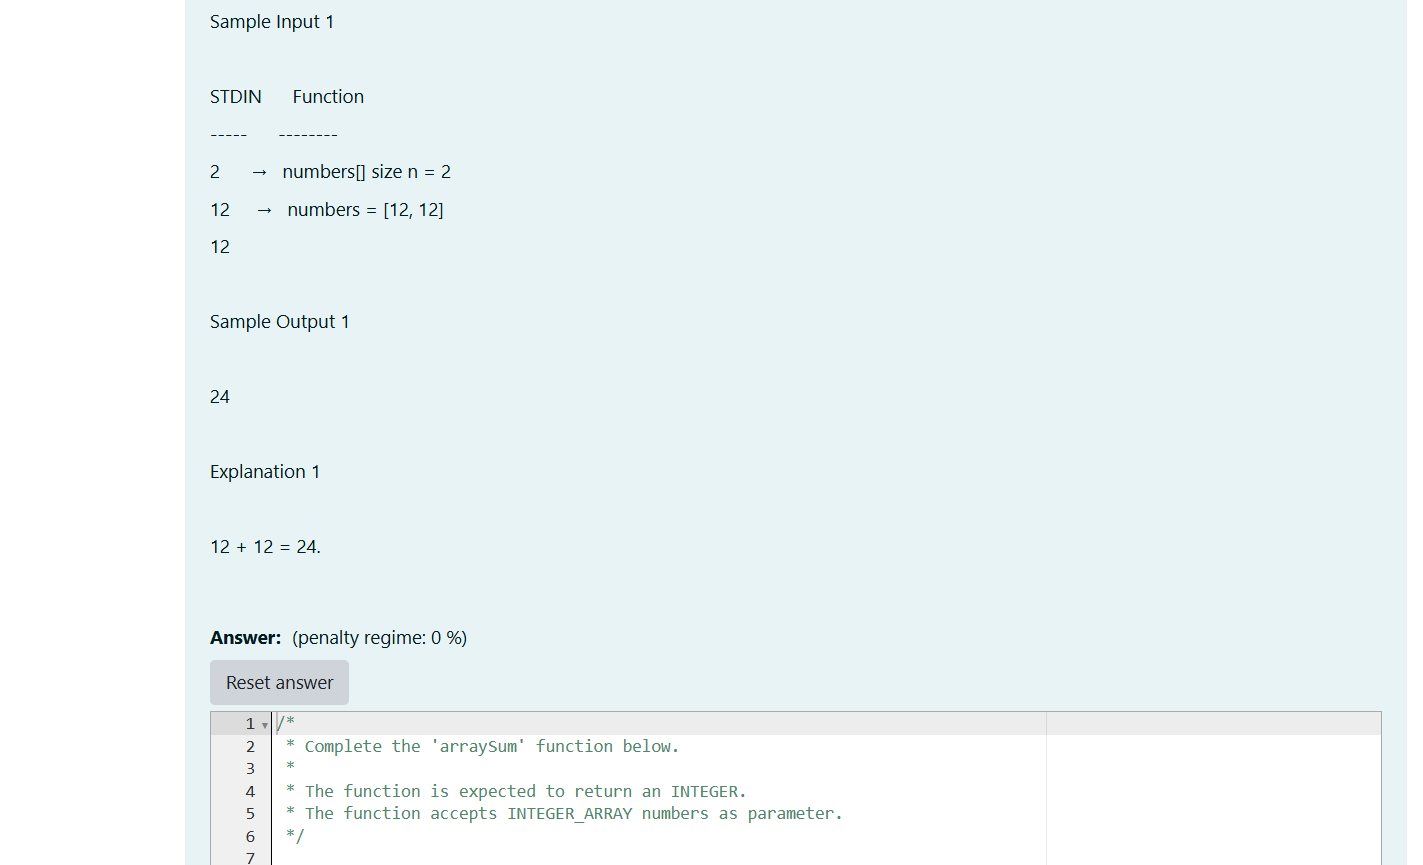 Sample Input 1
STDIN Function
----- --------
2 → numbers[] size n = 2
12 → numbers = [12, 12]
12
Sample Output 1
24
Explanation 1
12 + 12 = 24.
Answer: (penalty regime: 0 %)
Reset answer
1 /*
2 * Complete the 'arraySum' function below.
3 *
4 * The function is expected to return an INTEGER.
5 * The function accepts INTEGER_ARRAY numbers as parameter.
6 */
7